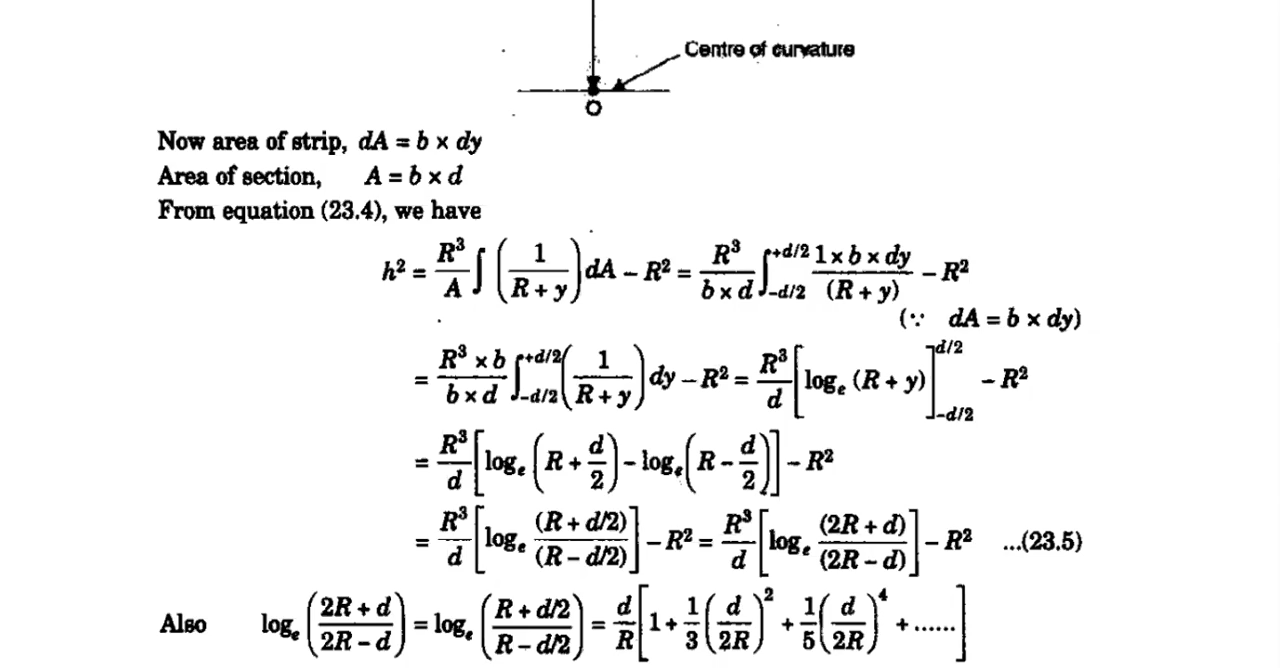 Centre of curvature
O
Now area of strip, dA = b × dy
Area of section, A = b × d
From equation (23.4), we have
h² = R³/A ∫ (1/(R + y)) dA – R² = R³/(b × d) ∫_{–d/2}^{+d/2} (1 × b × dy)/(R + y) – R²
(∵ dA = b × dy)
= (R³ × b)/(b × d) ∫_{–d/2}^{+d/2} (1/(R + y)) dy – R² = R³/d [log_e (R + y)]_{–d/2}^{d/2} – R²
= R³/d [log_e (R + d/2) – log_e (R – d/2)] – R²
= R³/d [log_e (R + d/2)/(R – d/2)] – R² = R³/d [log_e (2R + d)/(2R – d)] – R² ...(23.5)
Also log_e ((2R + d)/(2R – d)) = log_e ((R + d/2)/(R – d/2)) = d/R [1 + 1/3 (d/2R)² + 1/5 (d/2R)⁴ + ......]